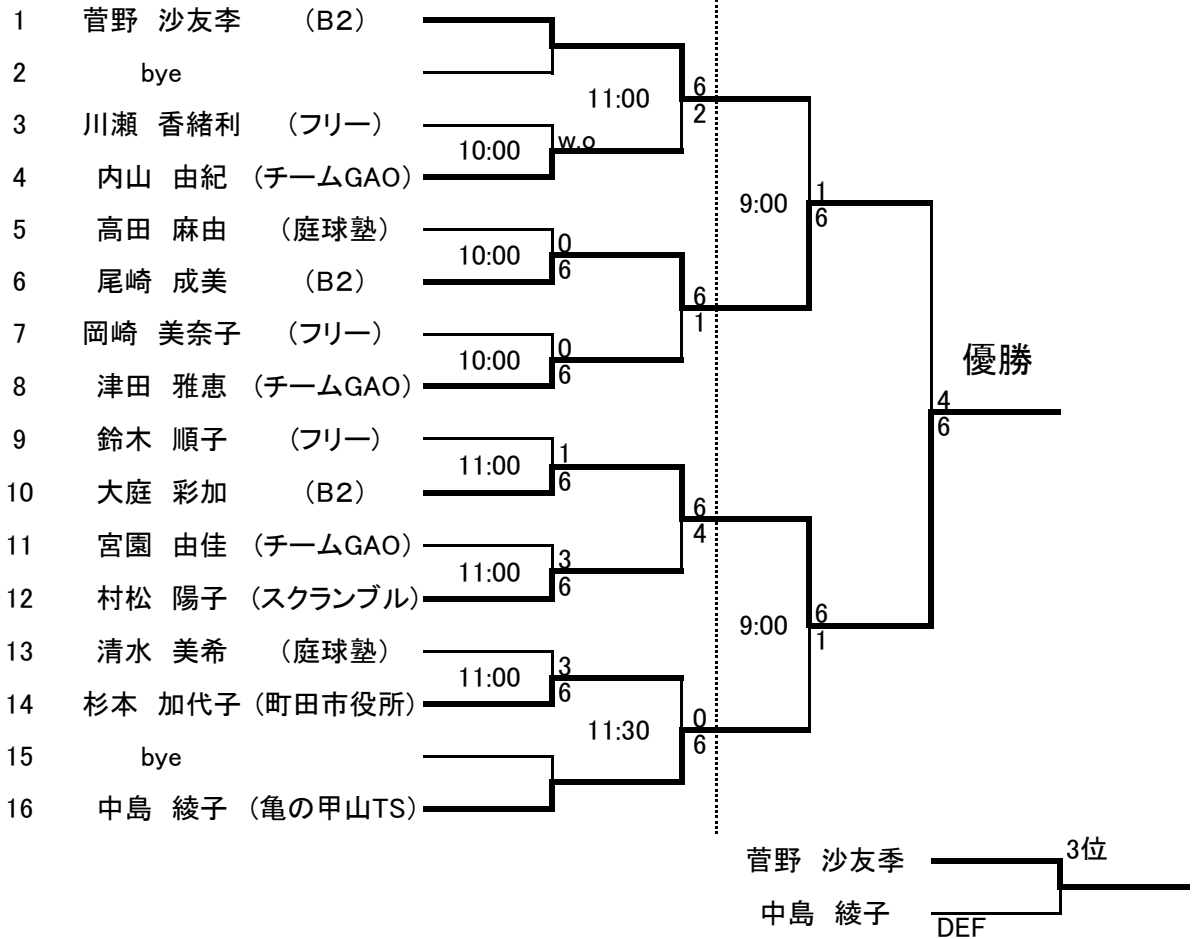 1 菅野 沙友李 (B2)
2 bye
3 川瀬 香緒利 (フリー)
4 内山 由紀 (チームGAO)
5 高田 麻由 (庭球塾)
6 尾崎 成美 (B2)
7 岡崎 美奈子 (フリー)
8 津田 雅恵 (チームGAO)
9 鈴木 順子 (フリー)
10 大庭 彩加 (B2)
11 宮園 由佳 (チームGAO)
12 村松 陽子 (スクランブル)
13 清水 美希 (庭球塾)
14 杉本 加代子 (町田市役所)
15 bye
16 中島 綾子 (亀の甲山TS)
10:00
w.o
10:00
0
6
10:00
0
6
11:00
1
6
11:00
3
6
11:00
3
6
11:00
6
2
6
1
6
4
11:30
0
6
9:00
1
6
9:00
6
1
優勝
4
6
菅野 沙友季
3位
中島 綾子
DEF